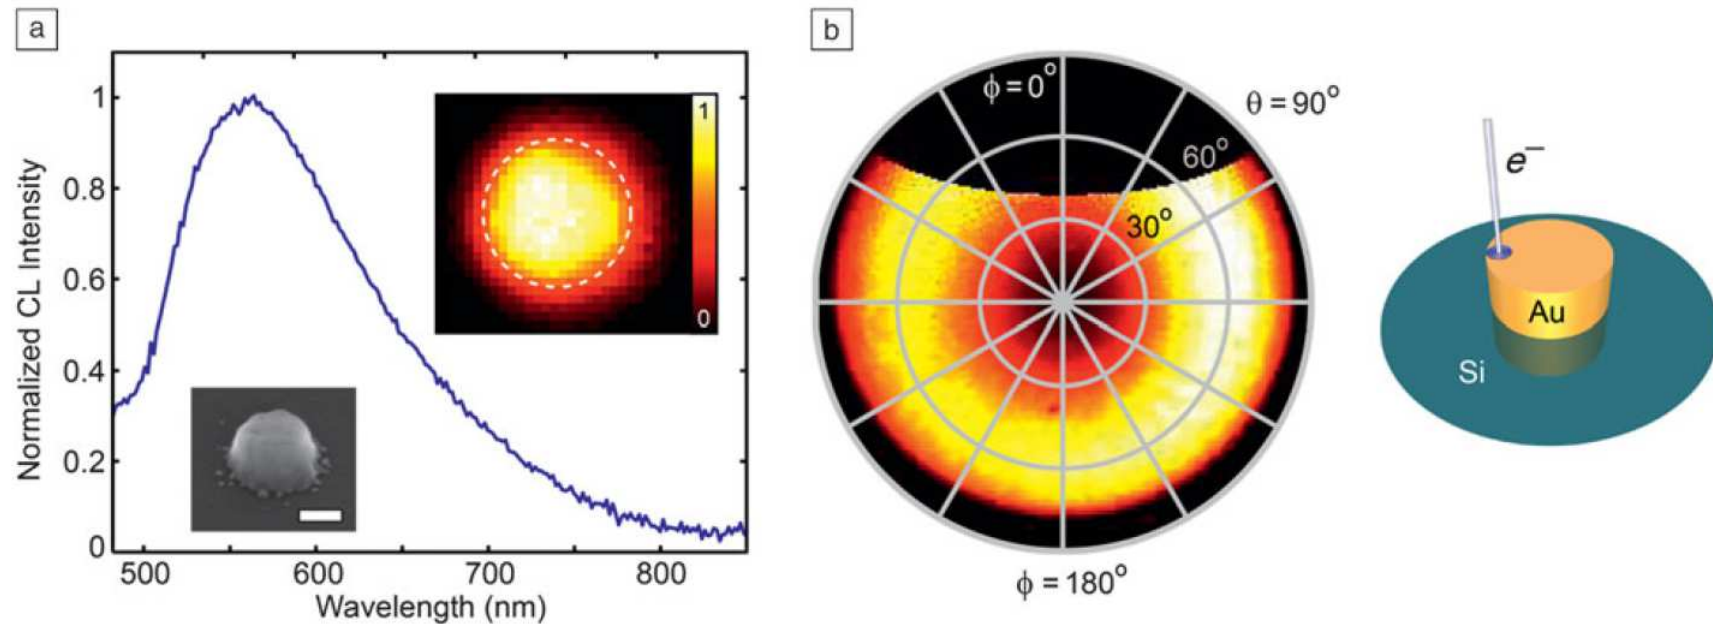 a
Normalized CL Intensity
1
0.8
0.6
0.4
0.2
0
500
600
700
800
Wavelength (nm)
1
0
b
ϕ = 0°
θ = 90°
60°
30°
ϕ = 180°
e−
Au
Si